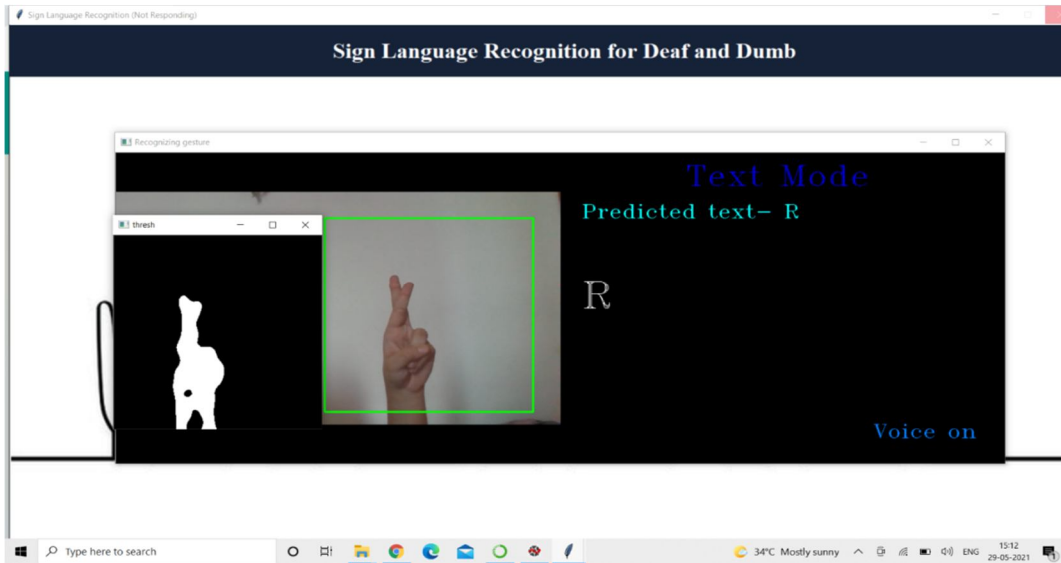 Sign Language Recognition (Not Responding)
Sign Language Recognition for Deaf and Dumb
Recognizing gesture
Text Mode
Predicted text- R
thresh
R
Voice on
Type here to search
34°C Mostly sunny
ENG
15:12
29-05-2021
1